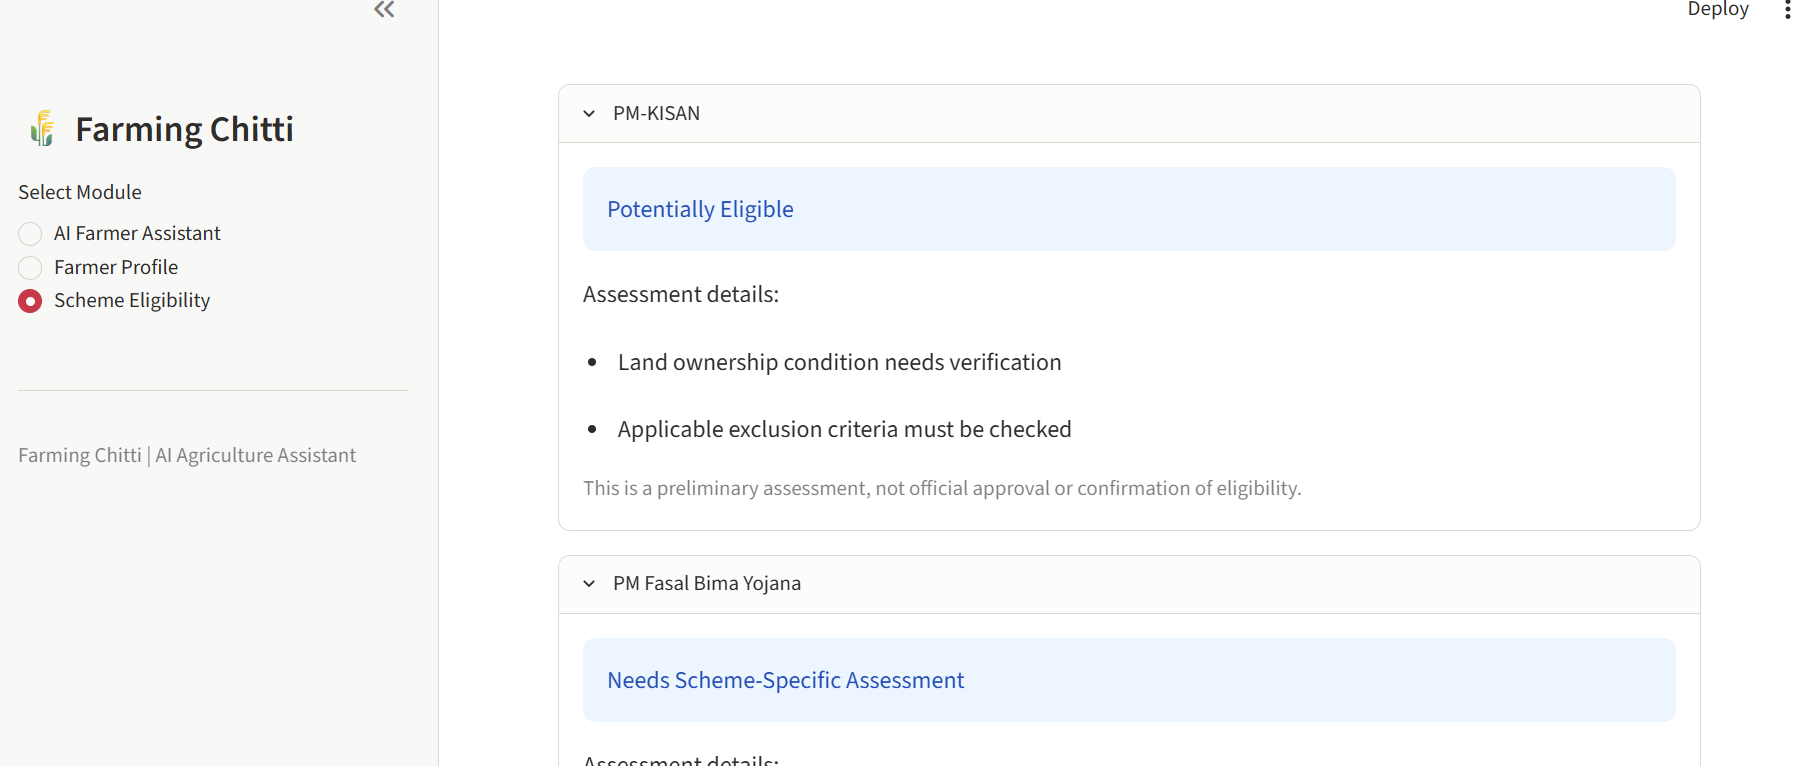 Deploy
Farming Chitti
Select Module
AI Farmer Assistant
Farmer Profile
Scheme Eligibility
Farming Chitti | AI Agriculture Assistant
PM-KISAN
Potentially Eligible
Assessment details:
Land ownership condition needs verification
Applicable exclusion criteria must be checked
This is a preliminary assessment, not official approval or confirmation of eligibility.
PM Fasal Bima Yojana
Needs Scheme-Specific Assessment
Assessment details: